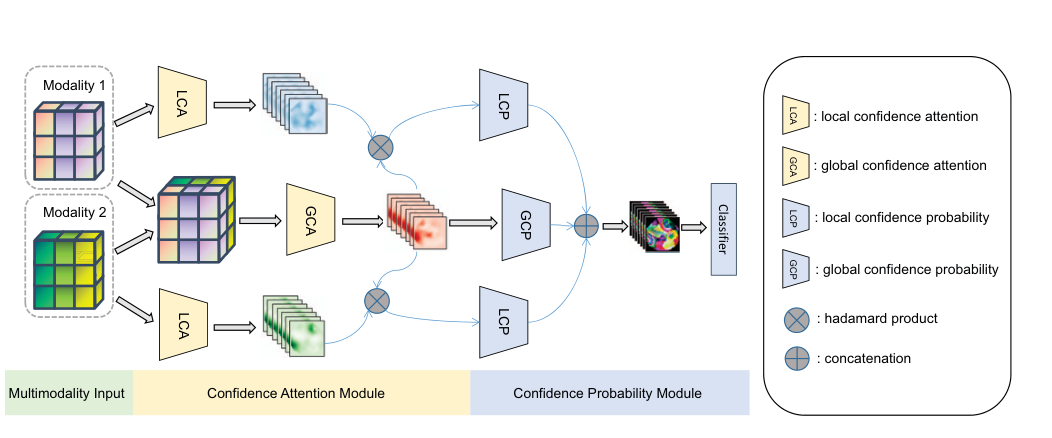 Modality 1
LCA
LCP
Modality 2
GCA
GCP
Classifier
LCA
LCP
Multimodality Input
Confidence Attention Module
Confidence Probability Module
LCA : local confidence attention
GCA : global confidence attention
LCP : local confidence probability
GCP : global confidence probability
: hadamard product
: concatenation